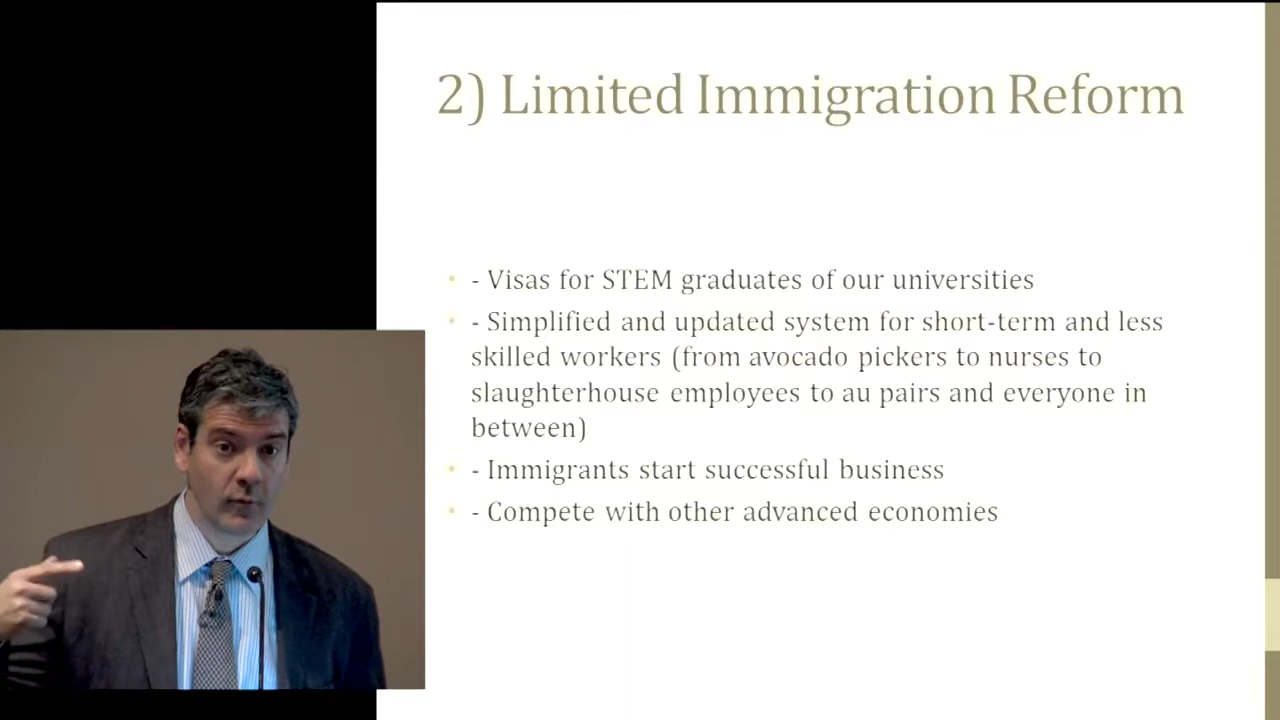 2) Limited Immigration Reform
• - Visas for STEM graduates of our universities
• - Simplified and updated system for short-term and less
skilled workers (from avocado pickers to nurses to
slaughterhouse employees to au pairs and everyone in
between)
• - Immigrants start successful business
• - Compete with other advanced economies